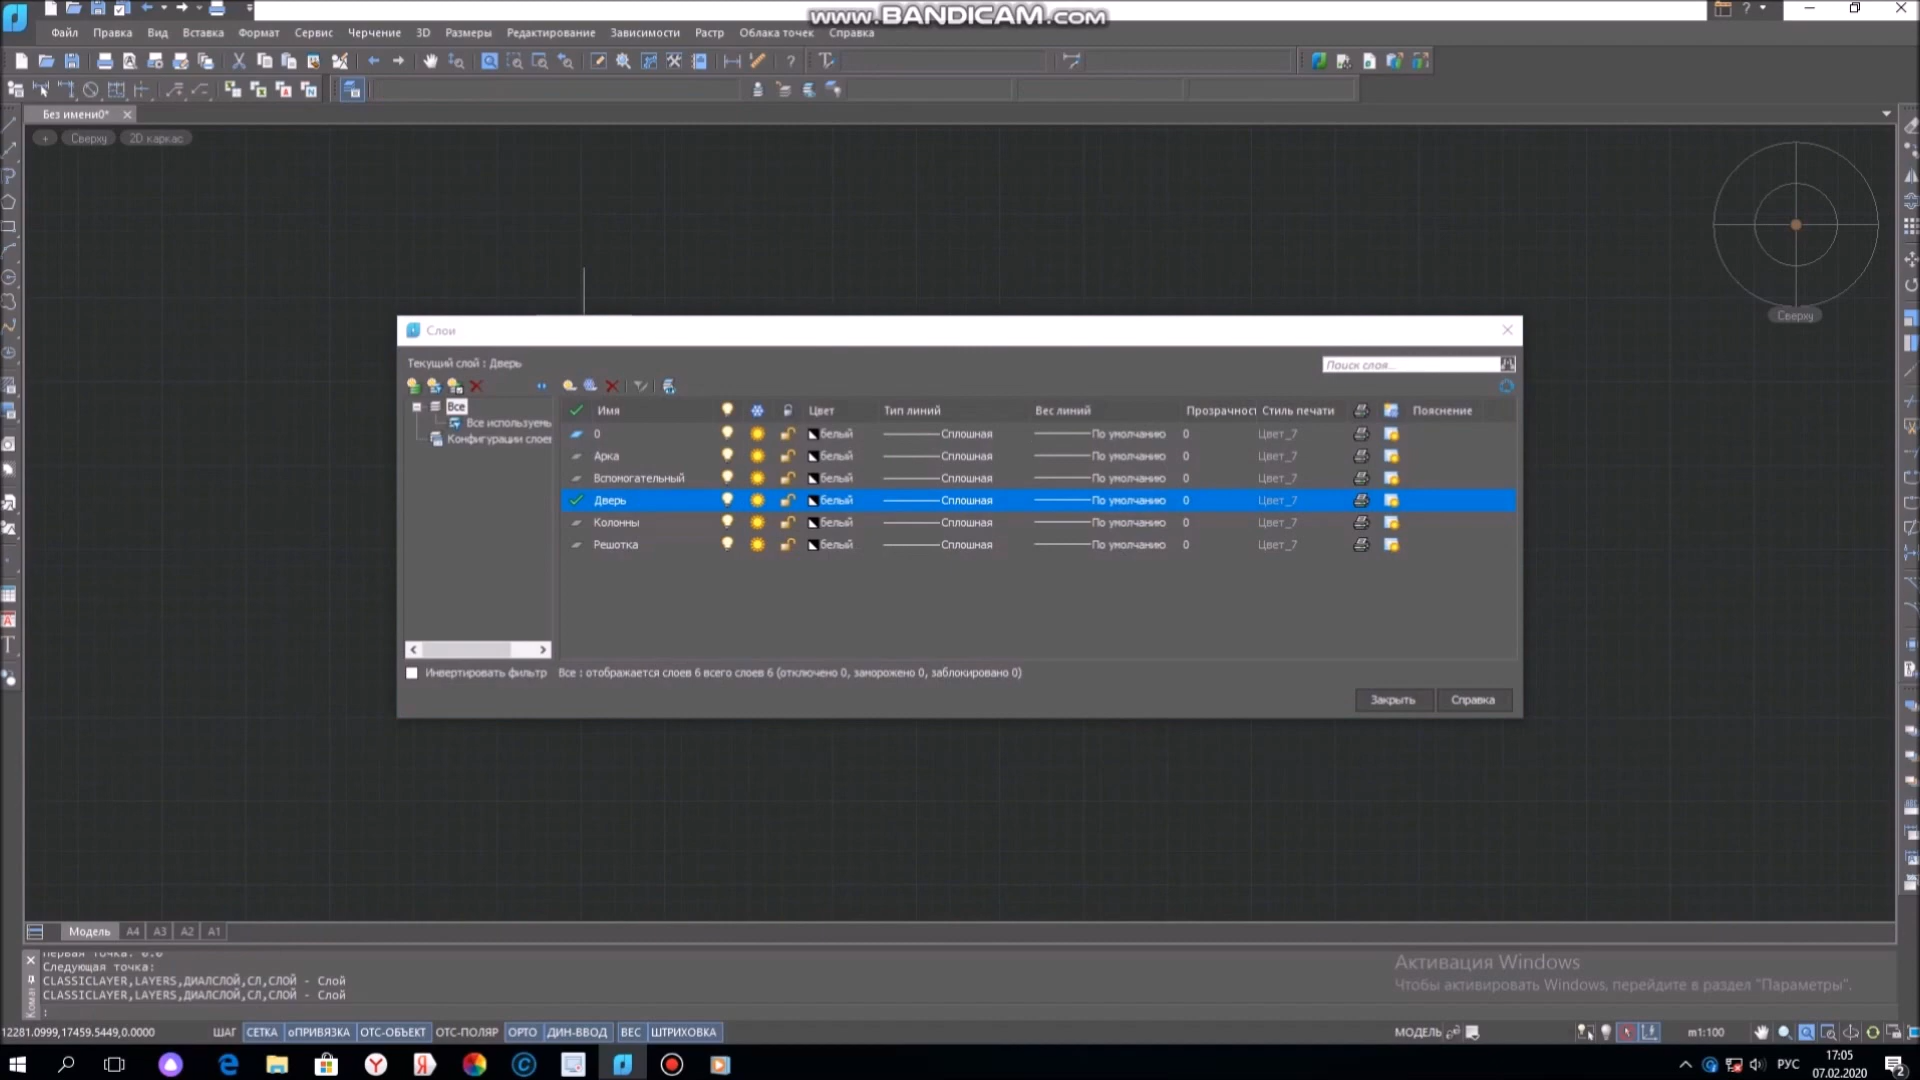 www.BANDICAM.com
Файл Правка Вид Вставка Формат Сервис Черчение 3D Размеры Редактирование Зависимости Растр Облака точек Справка
Без имени0*
Сверху 2D каркас
Сверху
Слои
Текущий слой : Дверь
Поиск слоя...
Имя Цвет Тип линий Вес линий Прозрачност Стиль печати Пояснение
Все
Все используень
Конфигурации слоев
0 белый Сплошная По умолчанию 0 Цвет_7
Арка белый Сплошная По умолчанию 0 Цвет_7
Вспомогательный белый Сплошная По умолчанию 0 Цвет_7
Дверь белый Сплошная По умолчанию 0 Цвет_7
Колонны белый Сплошная По умолчанию 0 Цвет_7
Решотка белый Сплошная По умолчанию 0 Цвет_7
Инвертировать фильтр Все : отображается слоев 6 всего слоев 6 (отключено 0, заморожено 0, заблокировано 0)
Закрыть Справка
Модель A4 A3 A2 A1
Следующая точка:
CLASSICLAYER,LAYERS,ДИАЛСЛОЙ,СЛ,СЛОЙ - Слой
CLASSICLAYER,LAYERS,ДИАЛСЛОЙ,СЛ,СЛОЙ - Слой
:
Активация Windows
Чтобы активировать Windows, перейдите в раздел "Параметры".
12281.0999,17459.5449,0.0000 ШАГ СЕТКА оПРИВЯЗКА ОТС-ОБЪЕКТ ОТС-ПОЛЯР ОРТО ДИН-ВВОД ВЕС ШТРИХОВКА МОДЕЛЬ m1:100
РУС 17:05
07.02.2020